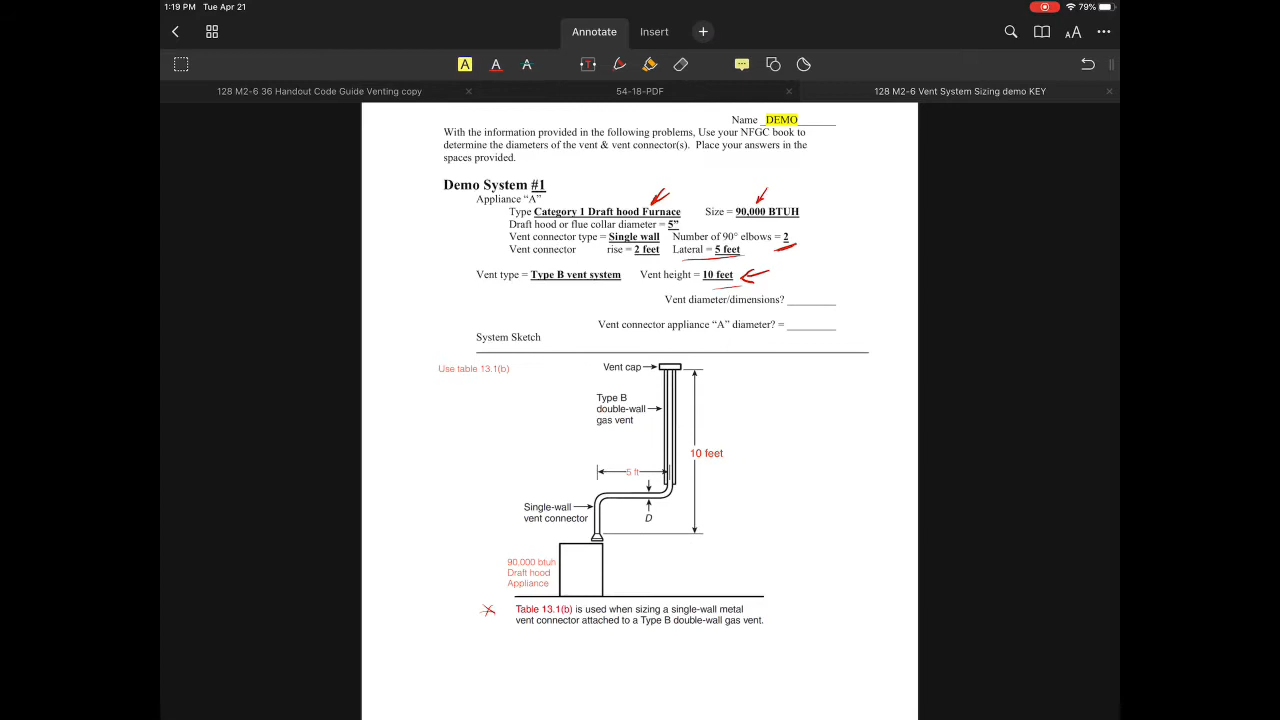 1:19 PM Tue Apr 21
79%
Annotate Insert
128 M2-6 36 Handout Code Guide Venting copy
54-18-PDF
128 M2-6 Vent System Sizing demo KEY
Name _DEMO_______
With the information provided in the following problems, Use your NFGC book to
determine the diameters of the vent & vent connector(s). Place your answers in the
spaces provided.
Demo System #1
Appliance “A”
Type Category 1 Draft hood Furnace Size = 90,000 BTUH
Draft hood or flue collar diameter = 5”
Vent connector type = Single wall Number of 90° elbows = 2
Vent connector rise = 2 feet Lateral = 5 feet
Vent type = Type B vent system Vent height = 10 feet
Vent diameter/dimensions? _________
Vent connector appliance “A” diameter? = _________
System Sketch
Use table 13.1(b)
Vent cap
Type B
double-wall
gas vent
10 feet
5 ft
Single-wall
vent connector
D
90,000 btuh
Draft hood
Appliance
Table 13.1(b) is used when sizing a single-wall metal
vent connector attached to a Type B double-wall gas vent.